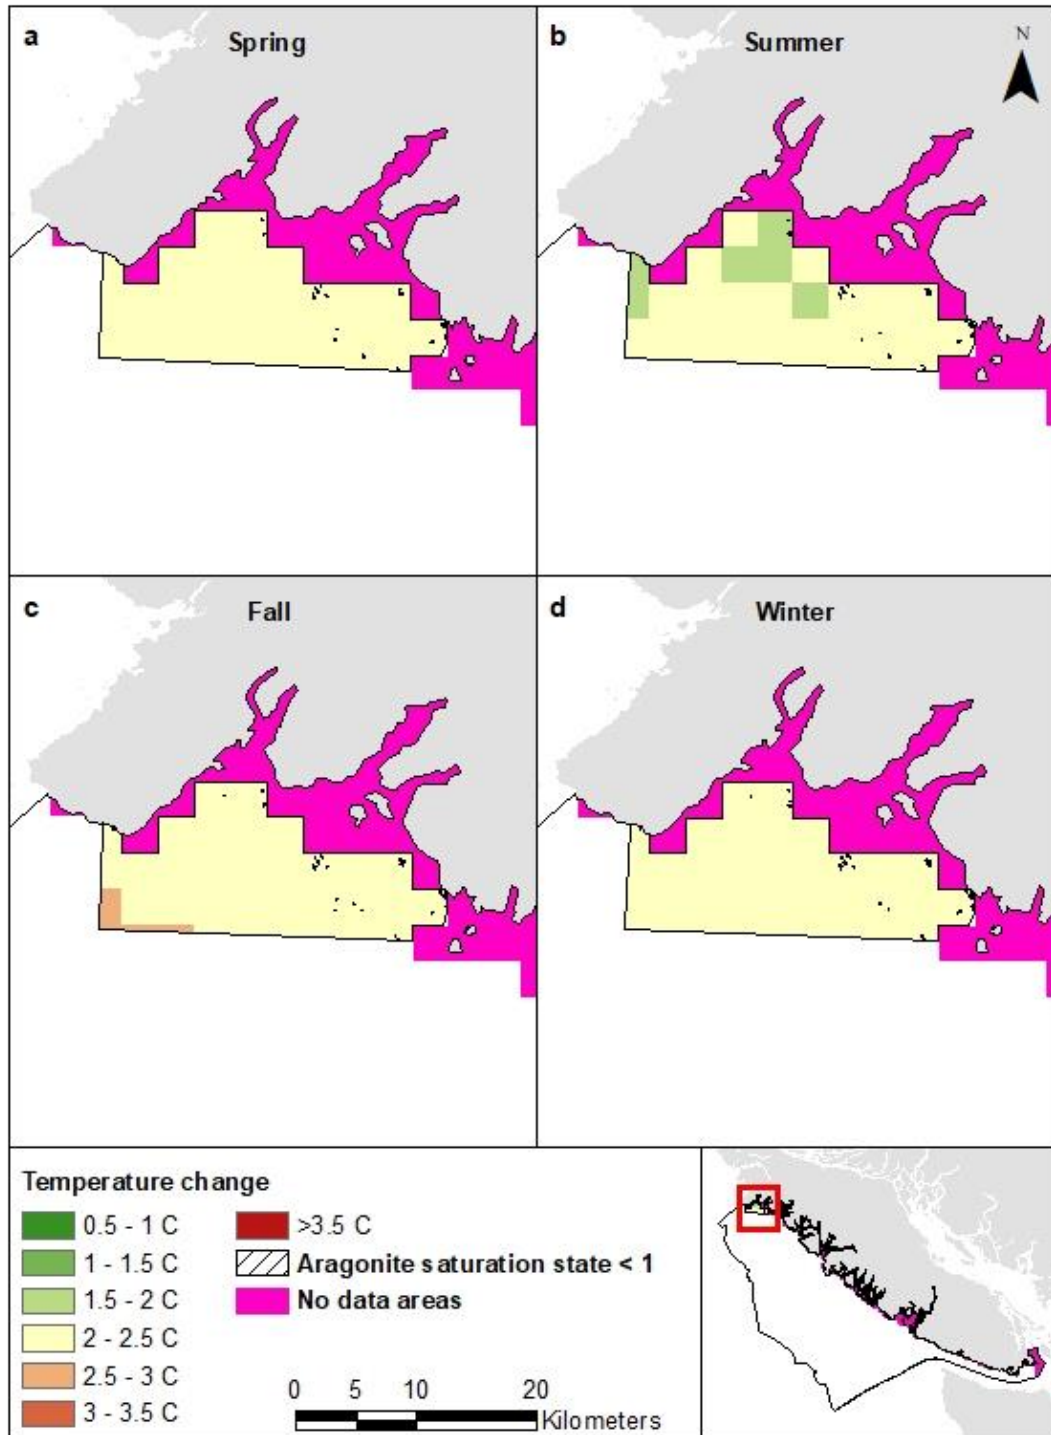 a
Spring
b
Summer
N
c
Fall
d
Winter
Temperature change
0.5 - 1 C
1 - 1.5 C
1.5 - 2 C
2 - 2.5 C
2.5 - 3 C
3 - 3.5 C
>3.5 C
Aragonite saturation state < 1
No data areas
0 5 10 20
Kilometers